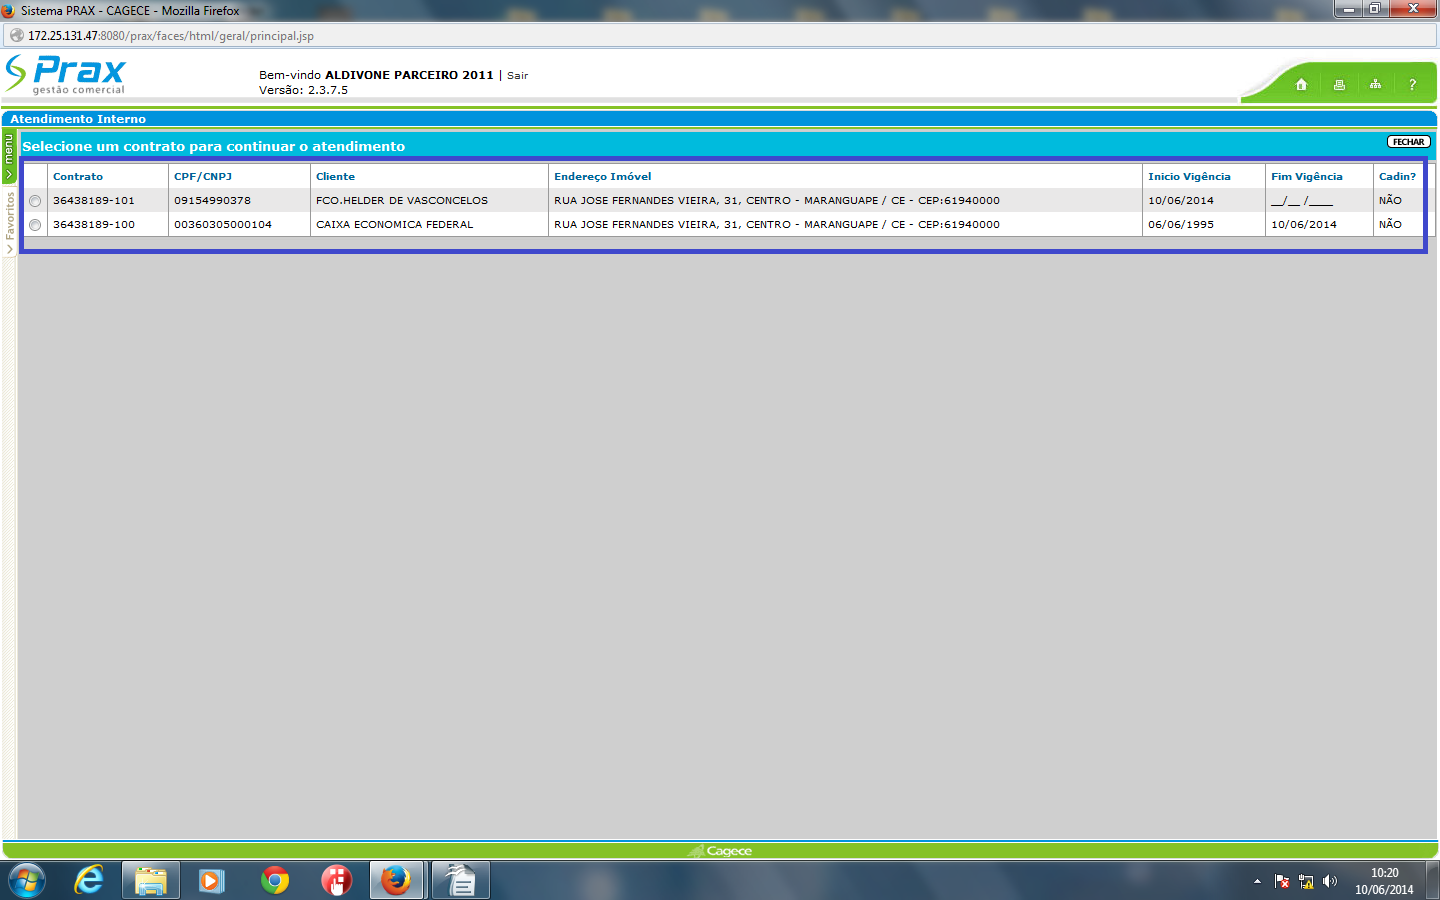 Sistema PRAX - CAGECE - Mozilla Firefox
172.25.131.47:8080/prax/faces/html/geral/principal.jsp
Prax
gestão comercial
Bem-vindo ALDIVONE PARCEIRO 2011 | Sair
Versão: 2.3.7.5
?
Atendimento Interno
menu
Favoritos
Selecione um contrato para continuar o atendimento
FECHAR
Contrato CPF/CNPJ Cliente Endereço Imóvel Inicio Vigência Fim Vigência Cadin?
36438189-101 09154990378 FCO.HELDER DE VASCONCELOS RUA JOSE FERNANDES VIEIRA, 31, CENTRO - MARANGUAPE / CE - CEP:61940000 10/06/2014 __/__ /____ NÃO
36438189-100 00360305000104 CAIXA ECONOMICA FEDERAL RUA JOSE FERNANDES VIEIRA, 31, CENTRO - MARANGUAPE / CE - CEP:61940000 06/06/1995 10/06/2014 NÃO
Cagece
10:20
10/06/2014